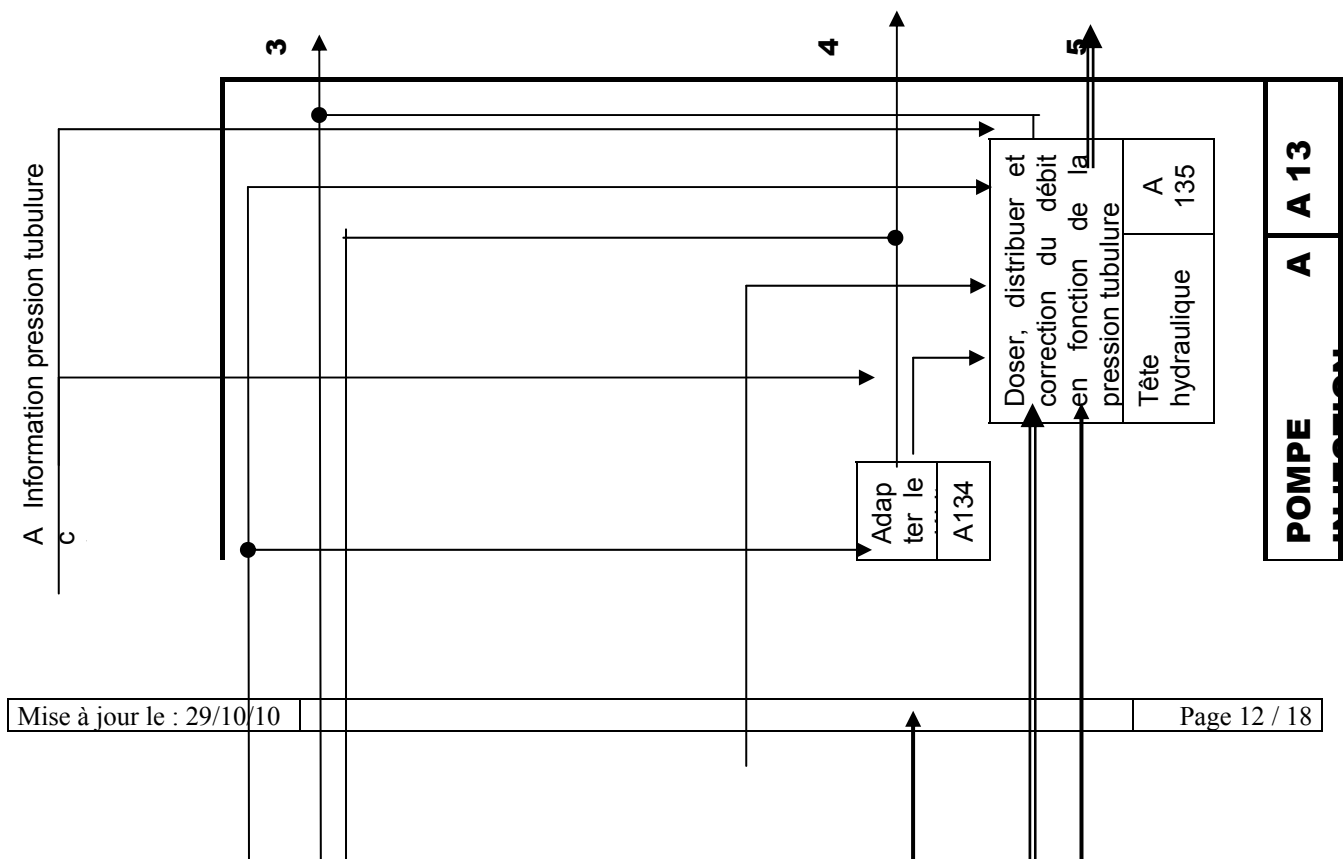 A Information pression tubulure
c
3
4
5
Adap
ter le
A134
Doser, distribuer et
correction du débit
en fonction de la
pression tubulure
Tête
hydraulique
A
135
POMPE A
INJECTION
A 13
Mise à jour le : 29/10/10
Page 12 / 18